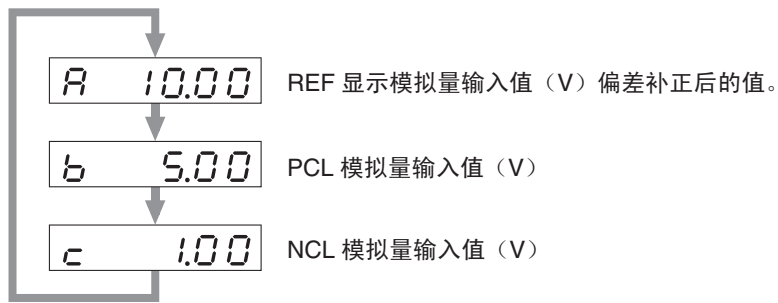 A 10.00 REF 显示模拟量输入值（V）偏差补正后的值。
b 5.00 PCL 模拟量输入值（V）
c 1.00 NCL 模拟量输入值（V）